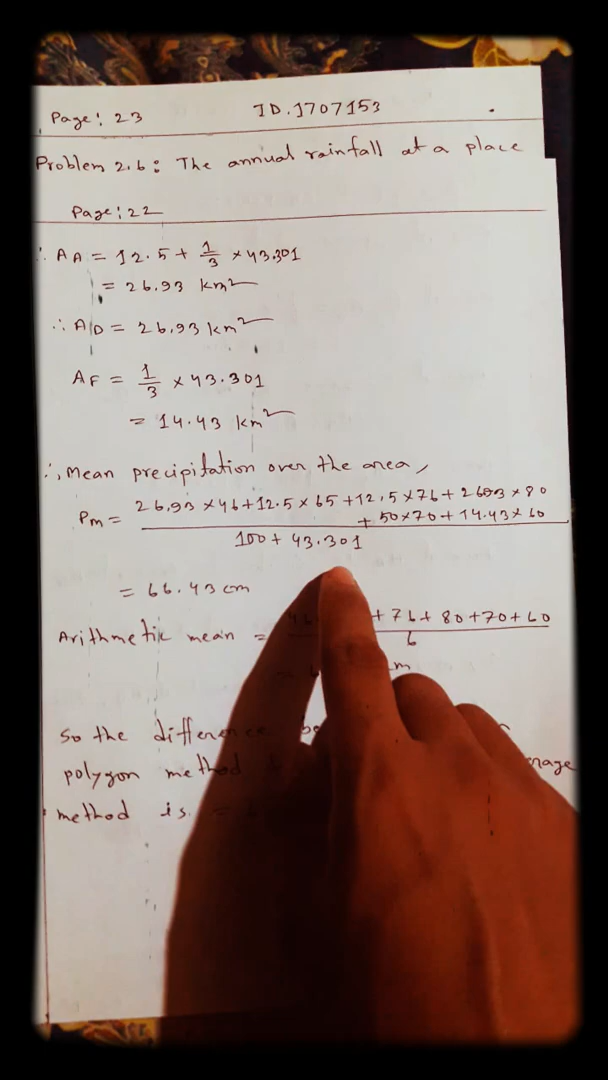 Page: 23 ID.1707153
Problem 2.6: The annual rainfall at a place
Page: 22
∴ AA = 12.5 + 1/3 × 43.301
= 26.93 km²
∴ AD = 26.93 km²
AF = 1/3 × 43.301
= 14.43 km²
∴, Mean precipitation over the area,
Pm = 26.93 × 46 + 12.5 × 65 + 12.5 × 76 + 2693 × 80 + 50×70 + 14.43× 60 / 100 + 43.301
= 66.43 cm
Arithmetic mean = + 76 + 80 + 70 + 60 / 6
=
So the difference
polygon method
method is =